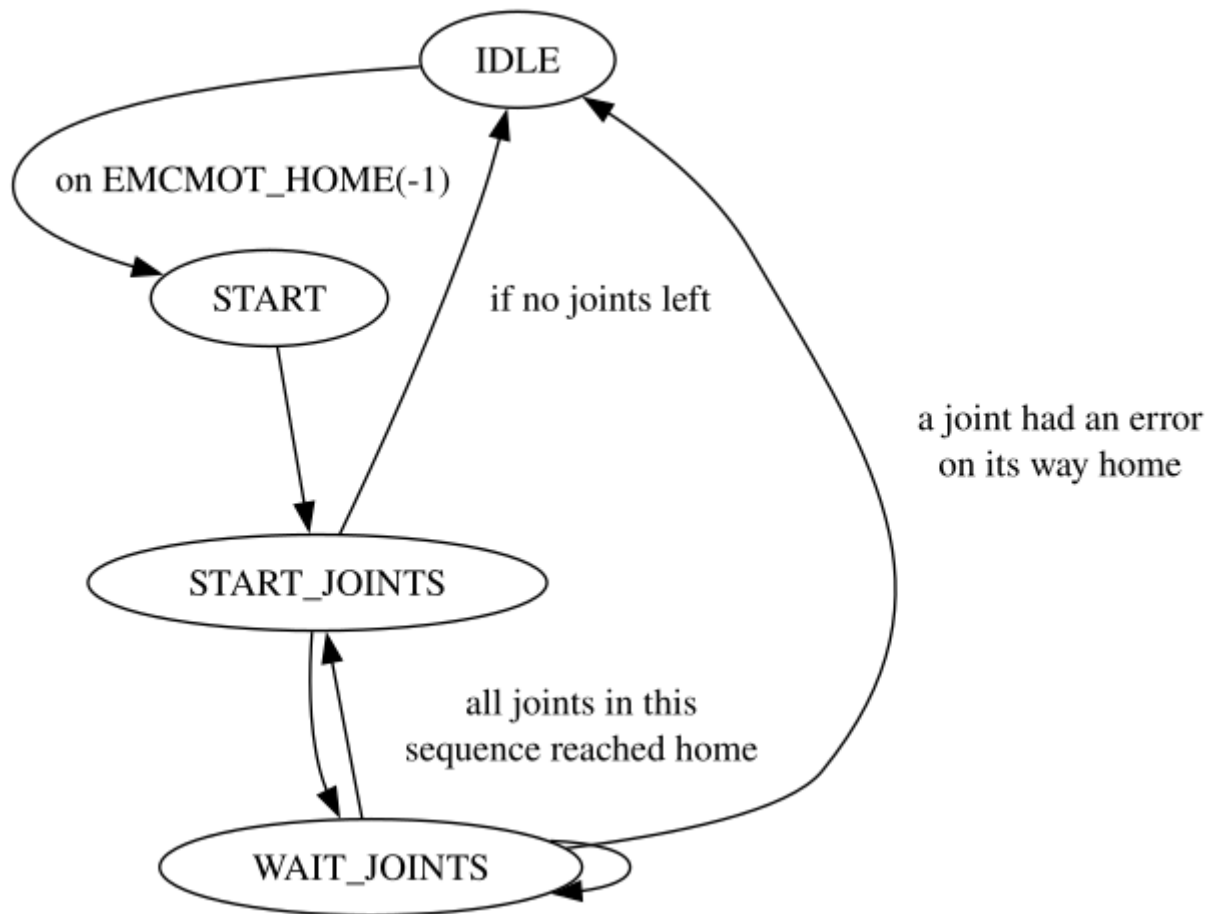 IDLE
on EMCMOT_HOME(-1)
START
if no joints left
a joint had an error
on its way home
START_JOINTS
all joints in this
sequence reached home
WAIT_JOINTS